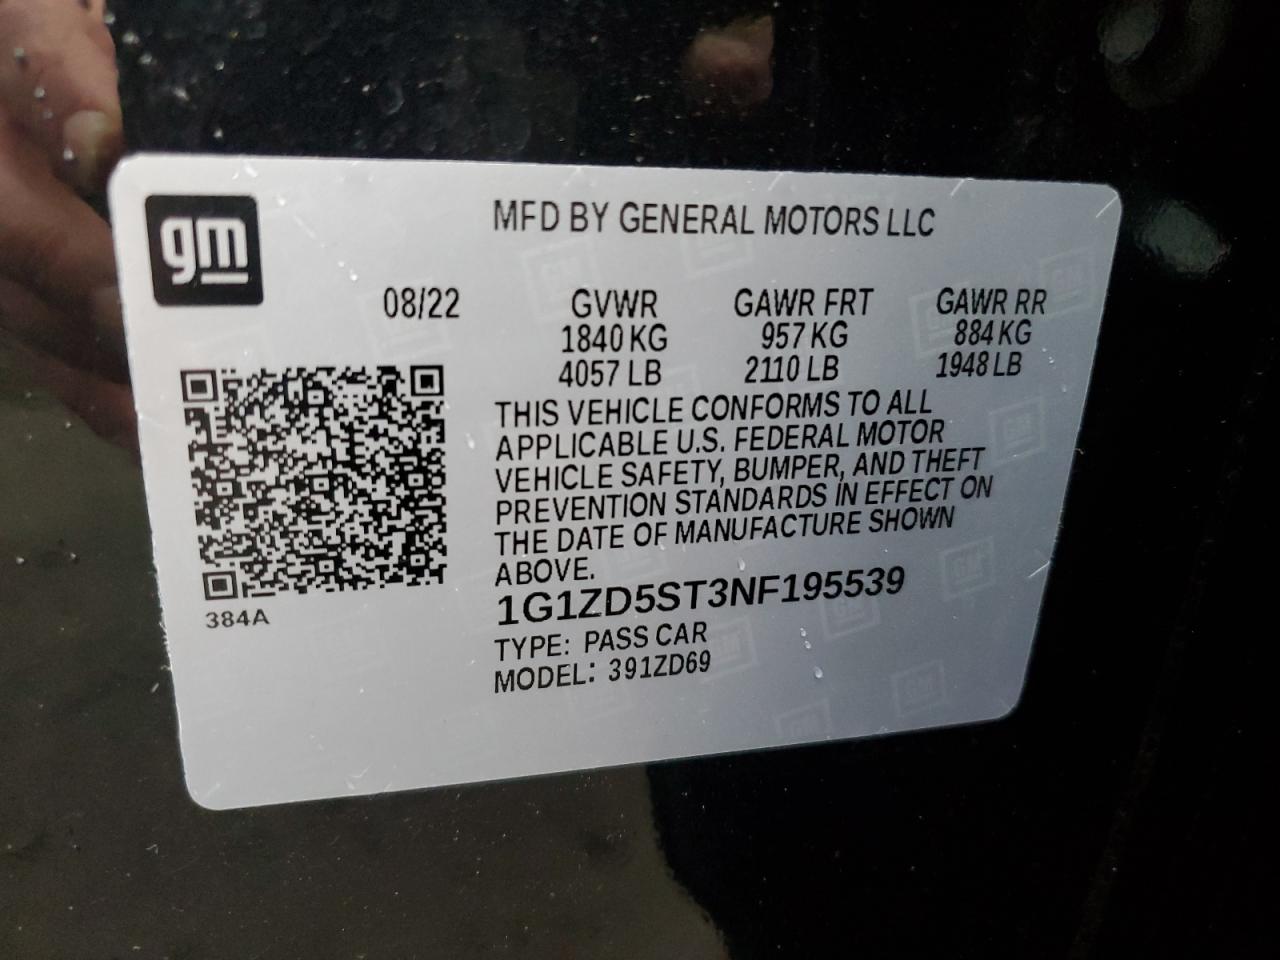 gm
MFD BY GENERAL MOTORS LLC
08/22 GVWR GAWR FRT GAWR RR
1840 KG 957 KG 884 KG
4057 LB 2110 LB 1948 LB
THIS VEHICLE CONFORMS TO ALL
APPLICABLE U.S. FEDERAL MOTOR
VEHICLE SAFETY, BUMPER, AND THEFT
PREVENTION STANDARDS IN EFFECT ON
THE DATE OF MANUFACTURE SHOWN
ABOVE.
1G1ZD5ST3NF195539
384A
TYPE: PASS CAR
MODEL: 391ZD69